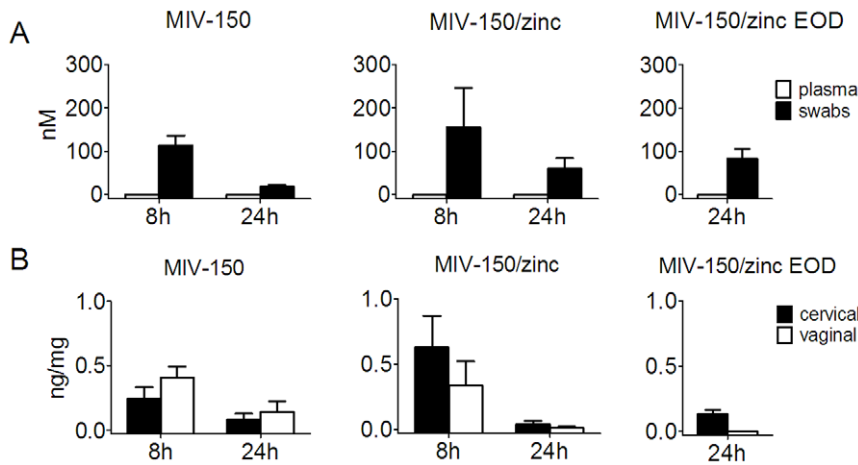 A
MIV-150
MIV-150/zinc
MIV-150/zinc EOD
nM
300
200
100
0
8h
24h
300
200
100
0
8h
24h
300
200
100
0
24h
plasma
swabs
B
MIV-150
MIV-150/zinc
MIV-150/zinc EOD
ng/mg
1.0
0.5
0.0
8h
24h
1.0
0.5
0.0
8h
24h
1.0
0.5
0.0
24h
cervical
vaginal